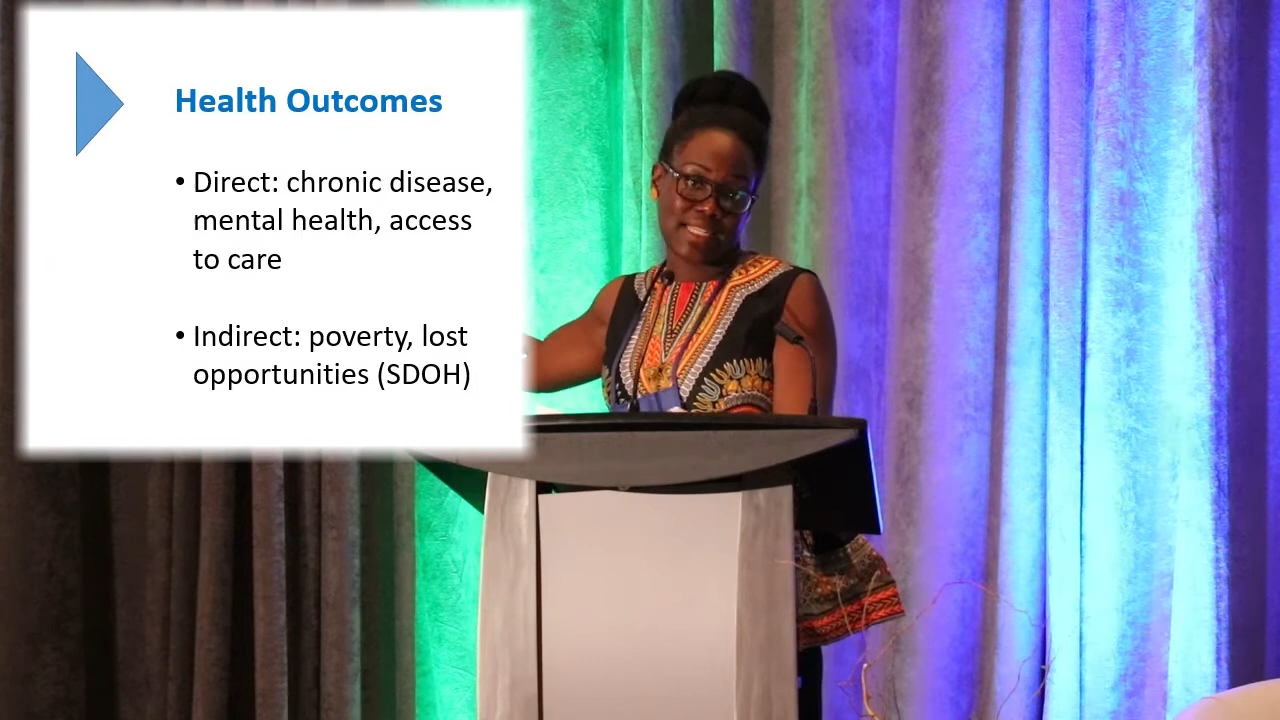 Health Outcomes
• Direct: chronic disease,
mental health, access
to care
• Indirect: poverty, lost
opportunities (SDOH)